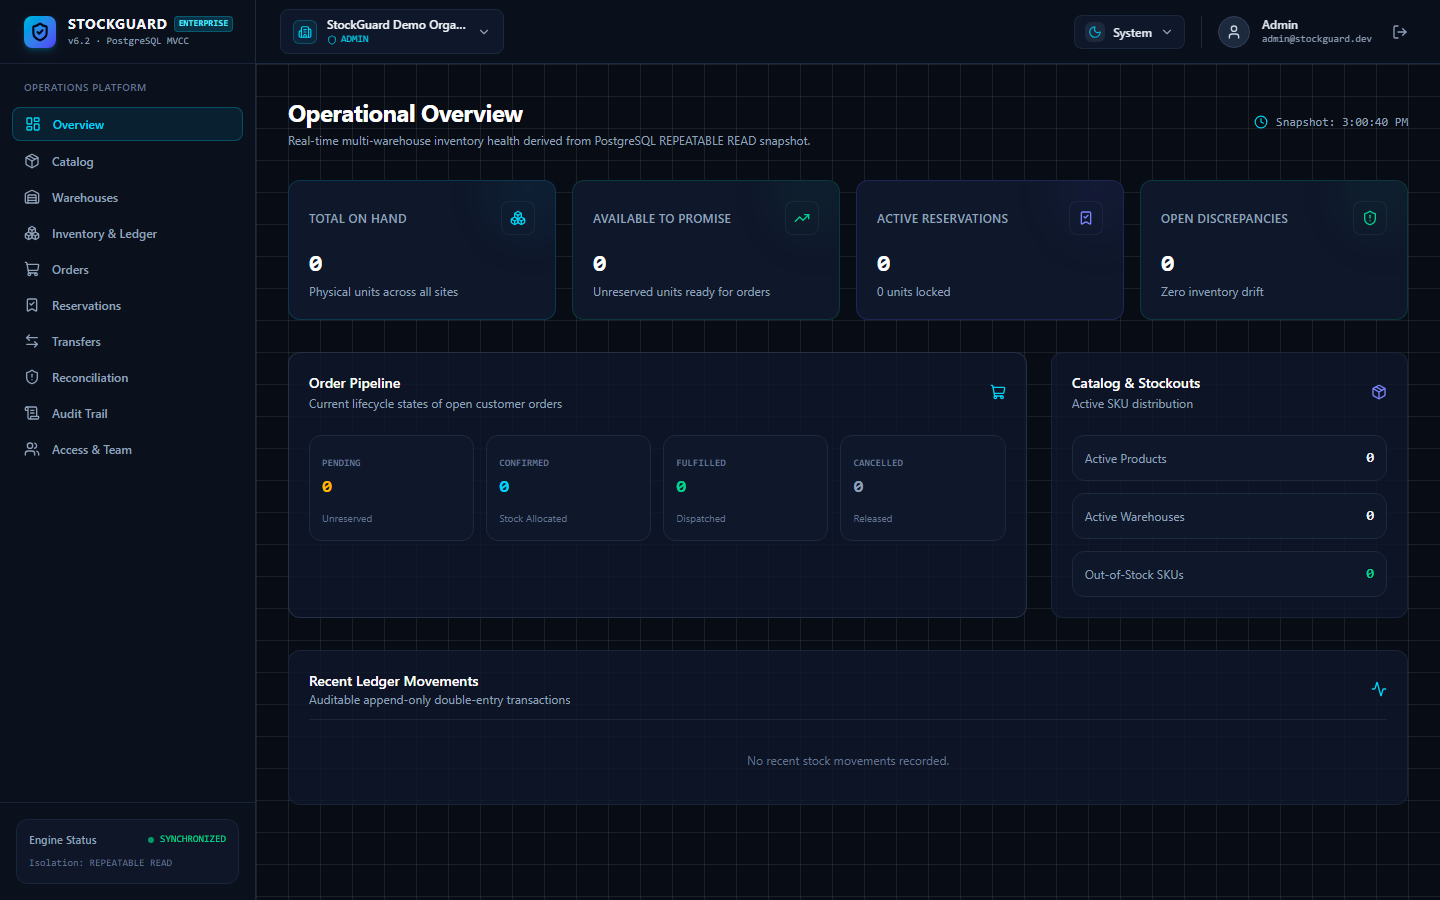 STOCKGUARD ENTERPRISE
v6.2 · PostgreSQL MVCC
StockGuard Demo Orga...
ADMIN
System
Admin
admin@stockguard.dev
OPERATIONS PLATFORM
Overview
Catalog
Warehouses
Inventory & Ledger
Orders
Reservations
Transfers
Reconciliation
Audit Trail
Access & Team
Engine Status
SYNCHRONIZED
Isolation: REPEATABLE READ
Operational Overview
Real-time multi-warehouse inventory health derived from PostgreSQL REPEATABLE READ snapshot.
Snapshot: 3:00:40 PM
TOTAL ON HAND
0
Physical units across all sites
AVAILABLE TO PROMISE
0
Unreserved units ready for orders
ACTIVE RESERVATIONS
0
0 units locked
OPEN DISCREPANCIES
0
Zero inventory drift
Order Pipeline
Current lifecycle states of open customer orders
PENDING
0
Unreserved
CONFIRMED
0
Stock Allocated
FULFILLED
0
Dispatched
CANCELLED
0
Released
Catalog & Stockouts
Active SKU distribution
Active Products 0
Active Warehouses 0
Out-of-Stock SKUs 0
Recent Ledger Movements
Auditable append-only double-entry transactions
No recent stock movements recorded.